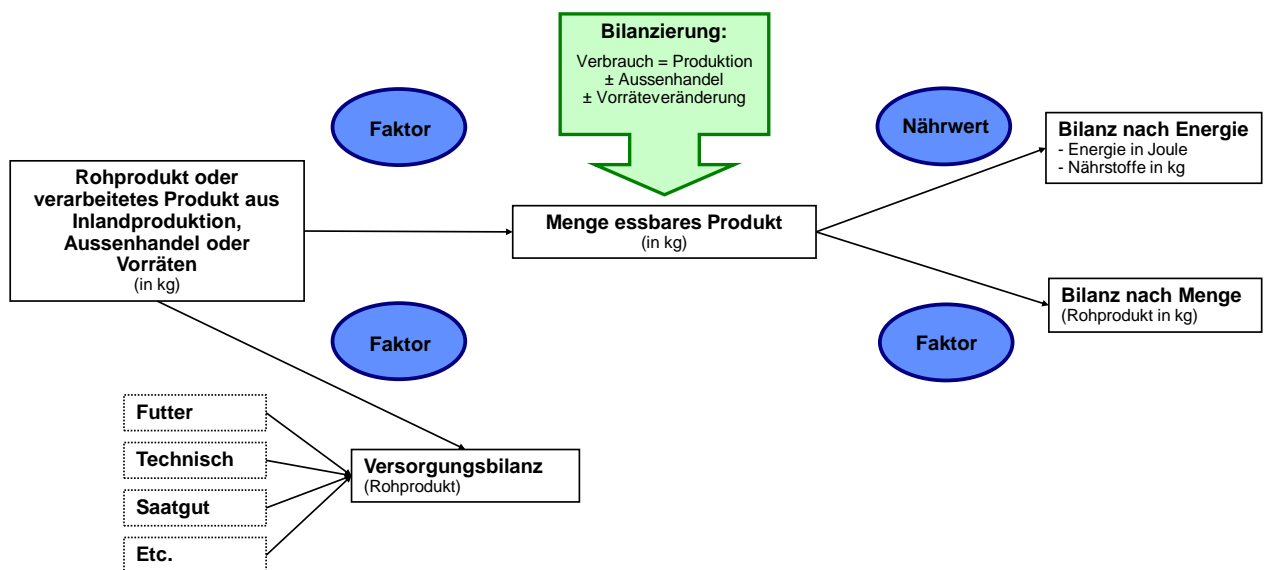 Bilanzierung:
Verbrauch = Produktion
± Aussenhandel
± Vorräteveränderung
Faktor
Nährwert
Bilanz nach Energie
- Energie in Joule
- Nährstoffe in kg
Rohprodukt oder
verarbeitetes Produkt aus
Inlandproduktion,
Aussenhandel oder
Vorräten
(in kg)
Menge essbares Produkt
(in kg)
Bilanz nach Menge
(Rohprodukt in kg)
Faktor
Faktor
Futter
Technisch
Saatgut
Etc.
Versorgungsbilanz
(Rohprodukt)